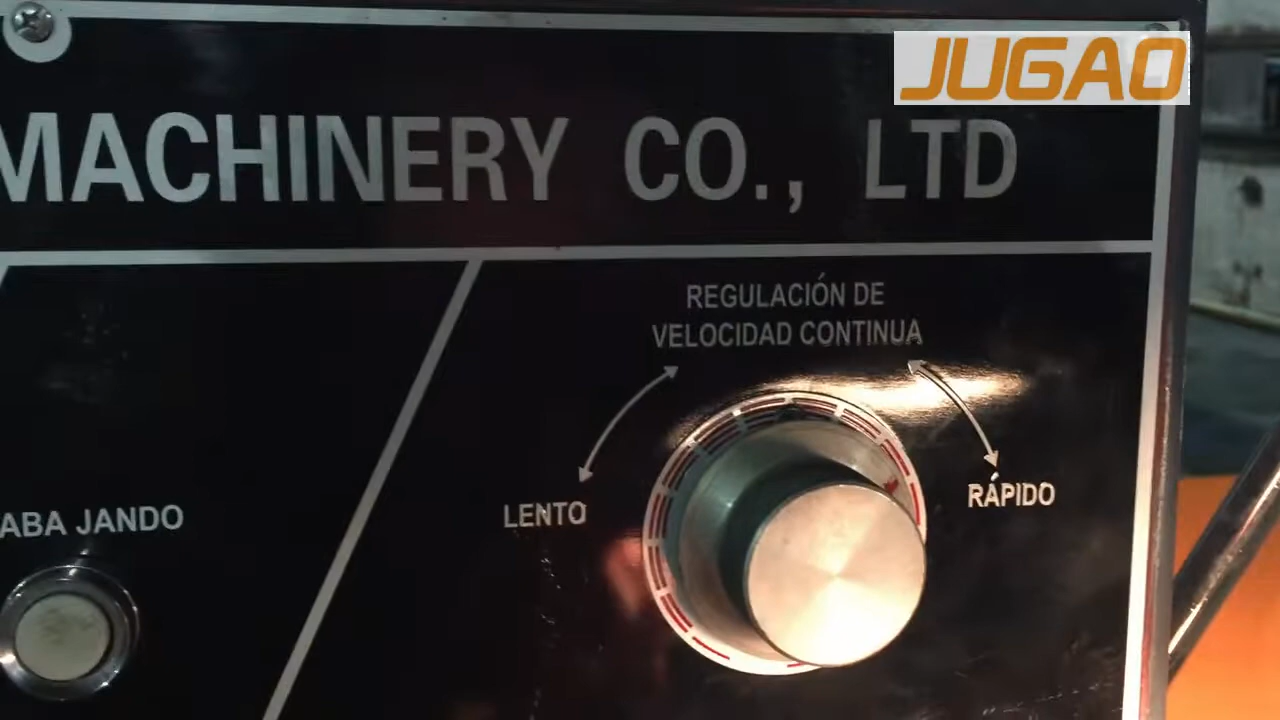 JUGAO
MACHINERY CO., LTD
REGULACIÓN DE
VELOCIDAD CONTINUA
LENTO
RÁPIDO
ABA JANDO